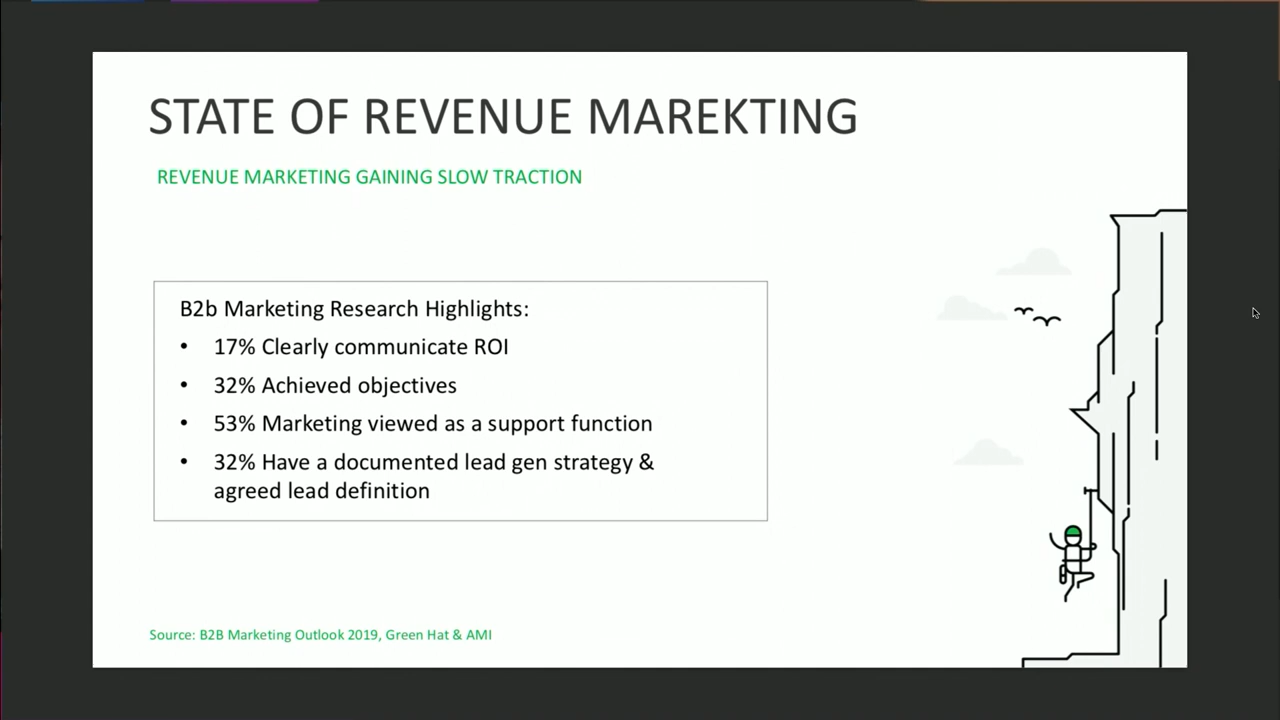 STATE OF REVENUE MAREKTING
REVENUE MARKETING GAINING SLOW TRACTION
B2b Marketing Research Highlights:
• 17% Clearly communicate ROI
• 32% Achieved objectives
• 53% Marketing viewed as a support function
• 32% Have a documented lead gen strategy &
agreed lead definition
Source: B2B Marketing Outlook 2019, Green Hat & AMI